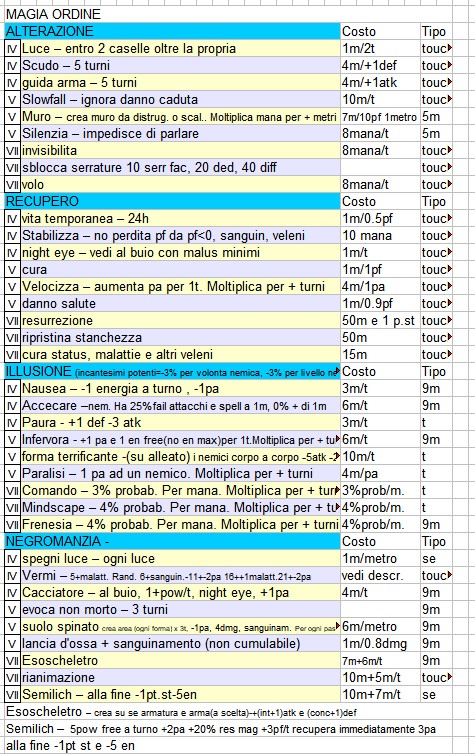 MAGIA ORDINE
ALTERAZIONE Costo Tipo
IV Luce – entro 2 caselle oltre la propria 1m/2t touc
IV Scudo – 5 turni 4m/+1def touc
IV guida arma – 5 turni 4m/+1atk touc
V Slowfall – ignora danno caduta 10m/t touc
V Muro – crea muro da distrug. o scal.. Moltiplica mana per + metri 7m/10pf 1metro 5m
V Silenzia – impedisce di parlare 8mana/t 5m
VII invisibilita 8mana/t touc
VII sblocca serrature 10 serr fac, 20 ded, 40 diff touc
VII volo 8mana/t touc
RECUPERO Costo Tipo
IV vita temporanea – 24h 1m/0.5pf touc
IV Stabilizza – no perdita pf da pf<0, sanguin, veleni 10 mana touc
IV night eye – vedi al buio con malus minimi 1m/t touc
V cura 1m/1pf touc
V Velocizza – aumenta pa per 1t. Moltiplica per + turni 4m/1pa touc
V danno salute 1m/0.9pf touc
VII resurrezione 50m e 1 p.st touc
VII ripristina stanchezza 50m touc
VII cura status, malattie e altri veleni 15m touc
ILLUSIONE (incantesimi potenti=-3% per volonta nemica, -3% per livello ne Costo Tipo
IV Nausea – -1 energia a turno , -1pa 3m/t 9m
IV Accecare –nem. Ha 25%fail attacchi e spell a 1m, 0% + di 1m 6m/t 9m
IV Paura - +1 def -3 atk 3m/t t
V Infervora - +1 pa e 1 en free(no en max)per 1t.Moltiplica per + tu 6m/t 9m
V forma terrificante -(su alleato) i nemici corpo a corpo -5atk -2 10m/t t
V Paralisi – 1 pa ad un nemico. Moltiplica per + turni 4m/pa t
VII Comando – 3% probab. Per mana. Moltiplica per + turn 3%prob/m. t
VII Mindscape – 4% probab. Per mana. Moltiplica per + tu 4%prob/m. t
VII Frenesia – 4% probab. Per mana. Moltiplica per + turni 4%prob/m. 9m
NEGROMANZIA - Costo Tipo
IV spegni luce – ogni luce 1m/metro se
IV Vermi – 5+malatt. Rand. 6+sanguin.-11+-2pa 16++1malatt.21+-2pa vedi descr. touc
IV Cacciatore – al buio, 1+pow/t, night eye, +1pa 4m/t 9m
V evoca non morto – 3 turni 9m
V suolo spinato crea area (ogni forma) x 3t, -1pa, 4dmg, sanguinam. Per ogni pas 6m/metro 9m
V lancia d'ossa + sanguinamento (non cumulabile) 1m/0.8dmg 9m
VII Esoscheletro 7m+6m/t 9m
VII rianimazione 10m+5m/t touc
VII Semilich – alla fine -1pt.st-5en 10m+7m/t se
Esoscheletro – crea su se armatura e arma(a scelta)-+(int+1)atk e (conc+1)def
Semilich – 5pow free a turno +2pa +20% res mag +3pf/t recupera immediatamente 3pa
alla fine -1pt st e -5 en